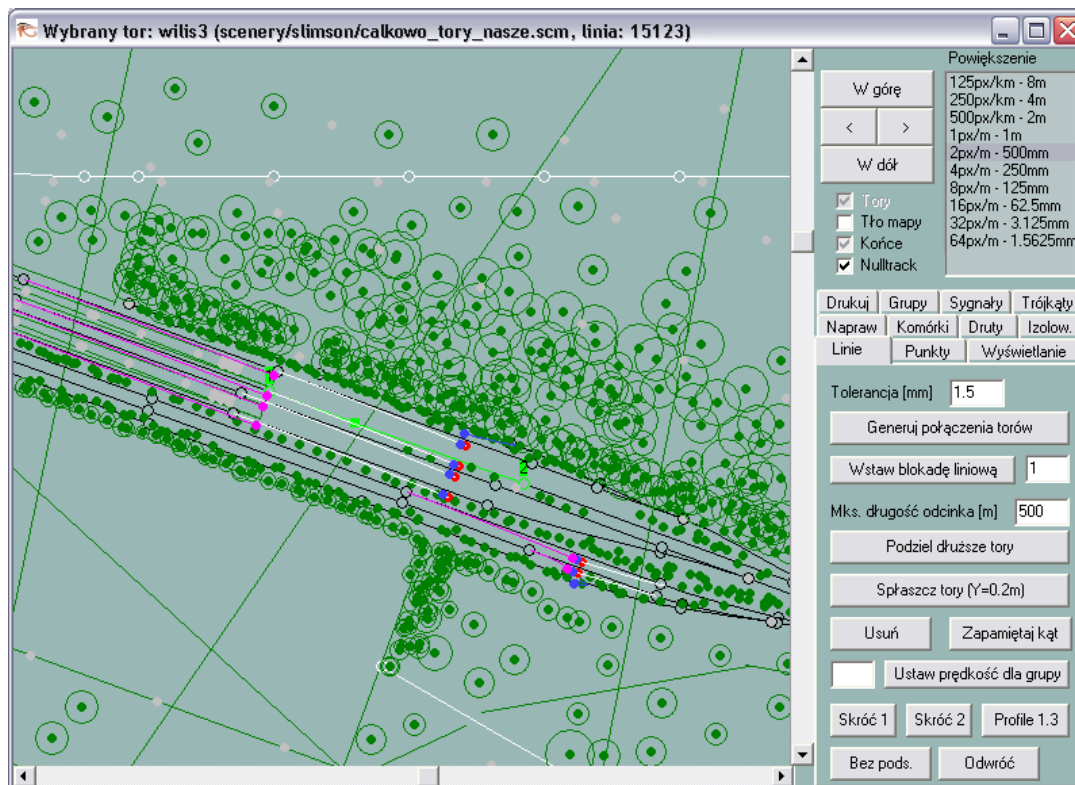 Wybrany tor: wilis3 (scenery/slimson/calkowo_tory_nasze.scm, linia: 15123)
Powiększenie
W górę
<
>
W dół
125px/km - 8m
250px/km - 4m
500px/km - 2m
1px/m - 1m
2px/m - 500mm
4px/m - 250mm
8px/m - 125mm
16px/m - 62.5mm
32px/m - 3.125mm
64px/m - 1.5625mm
Tory
Tło mapy
Końce
Nulltrack
Drukuj
Grupy
Sygnały
Trójkąty
Napraw
Komórki
Druty
Izolow.
Linie
Punkty
Wyświetlanie
Tolerancja [mm]
1.5
Generuj połączenia torów
Wstaw blokadę liniową
1
Mks. długość odcinka [m]
500
Podziel dłuższe tory
Spłaszcz tory (Y=0.2m)
Usuń
Zapamiętaj kąt
Ustaw prędkość dla grupy
Skróć 1
Skróć 2
Profile 1.3
Bez pods.
Odwróć
2